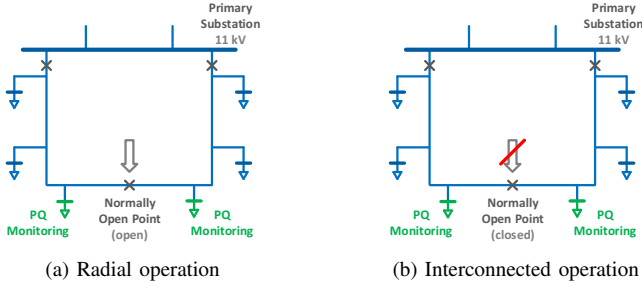 Primary
Substation
11 kV
PQ
Monitoring
Normally
Open Point
(open)
PQ
Monitoring
(a) Radial operation
Primary
Substation
11 kV
PQ
Monitoring
Normally
Open Point
(closed)
PQ
Monitoring
(b) Interconnected operation